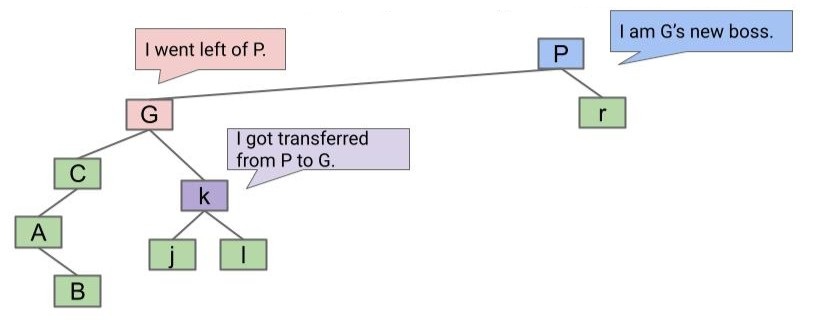 I went left of P.
I am G’s new boss.
P
G
r
I got transferred
from P to G.
C
k
A
j
l
B